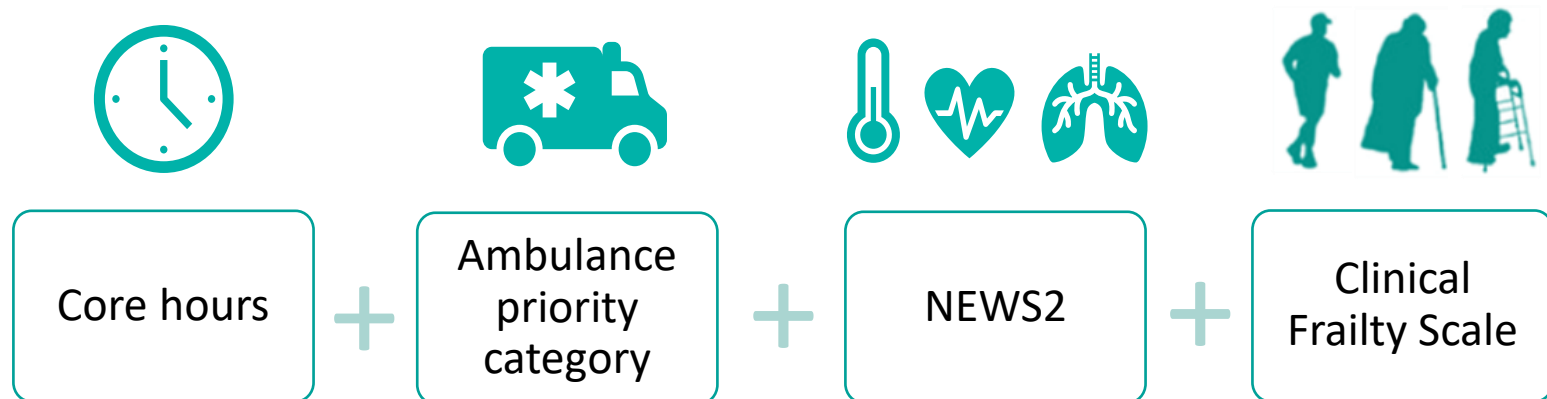 Core hours
Ambulance
priority
category
NEWS2
Clinical
Frailty Scale